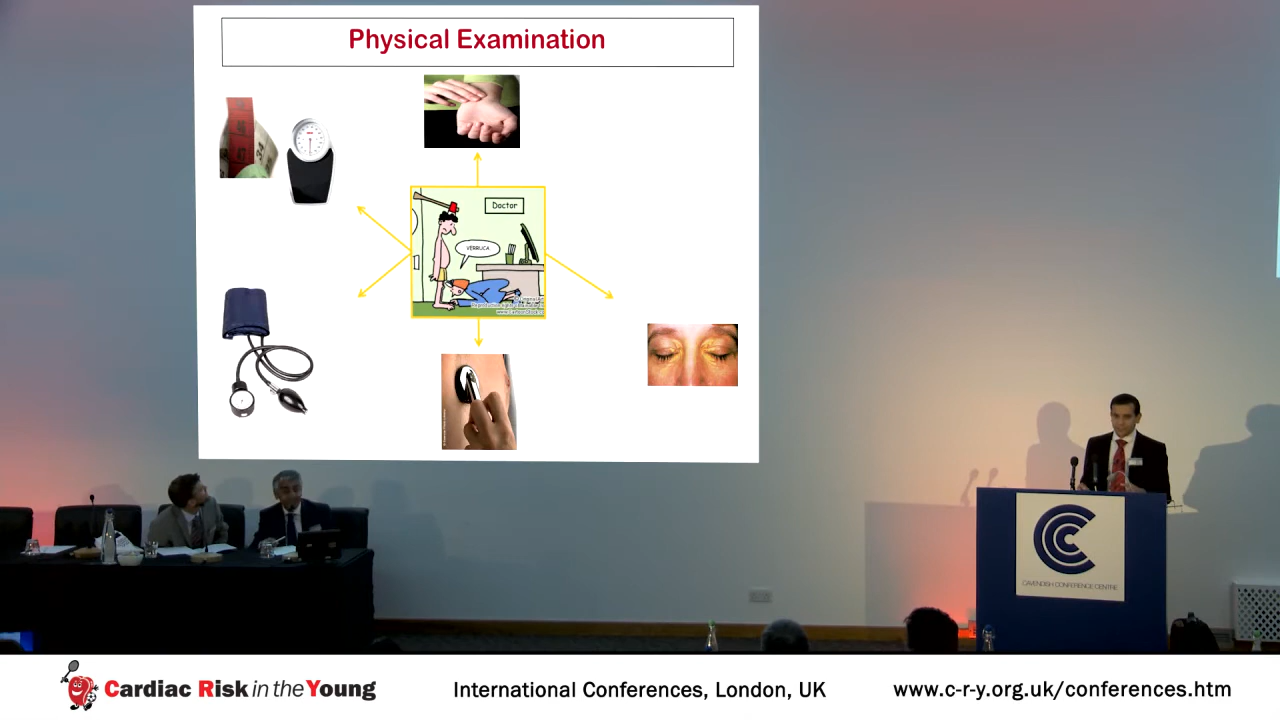 Physical Examination
Doctor
VERRUCA
CAVENDISH CONFERENCE CENTRE
Cardiac Risk in the Young
International Conferences, London, UK
www.c-r-y.org.uk/conferences.htm